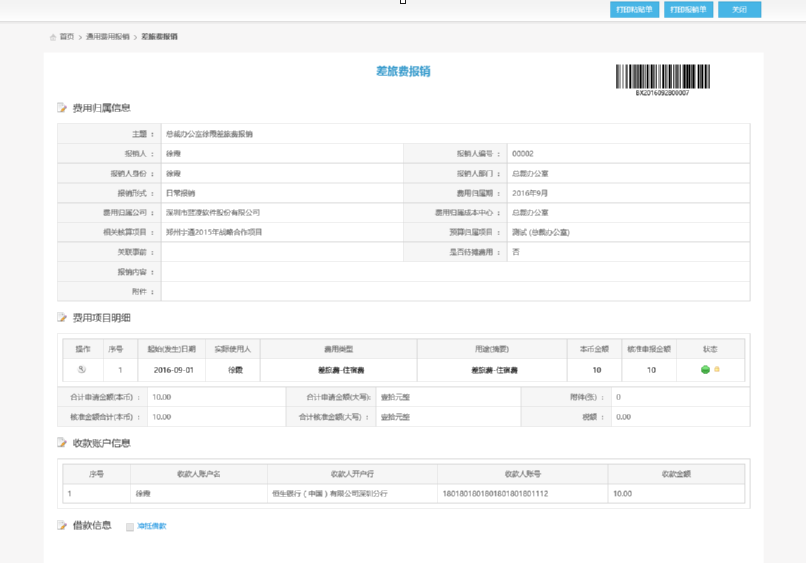 打印粘贴单 打印报销单 关闭
首页 > 通用费用报销 > 差旅费报销
差旅费报销
BX2016092800007
费用归属信息
主题： 总裁办公室徐霞差旅费报销
报销人： 徐霞 报销人编号： 00002
报销人身份： 徐霞 报销人部门： 总裁办公室
报销形式： 日常报销 费用归属期： 2016年9月
费用归属公司： 深圳市蓝凌软件股份有限公司 费用归属成本中心： 总裁办公室
相关核算项目： 郑州宇通2015年战略合作项目 预算归属项目： 测试 (总裁办公室)
关联事前： 是否待摊费用： 否
报销内容：
附件：
费用项目明细
操作 序号 起始(发生)日期 实际使用人 费用类型 用途(摘要) 本币金额 核准申报金额 状态
1 2016-09-01 徐霞 差旅费-住宿费 差旅费-住宿费 10 10
合计申请金额(本币)： 10.00 合计申请金额(大写)： 壹拾元整 附件(张)： 0
核准金额合计(本币)： 10.00 合计核准金额(大写)： 壹拾元整 税额： 0.00
收款账户信息
序号 收款人账户名 收款人开户行 收款人账号 收款金额
1 徐霞 恒生银行（中国）有限公司深圳分行 1801801801801801801801112 10.00
借款信息 冲抵借款